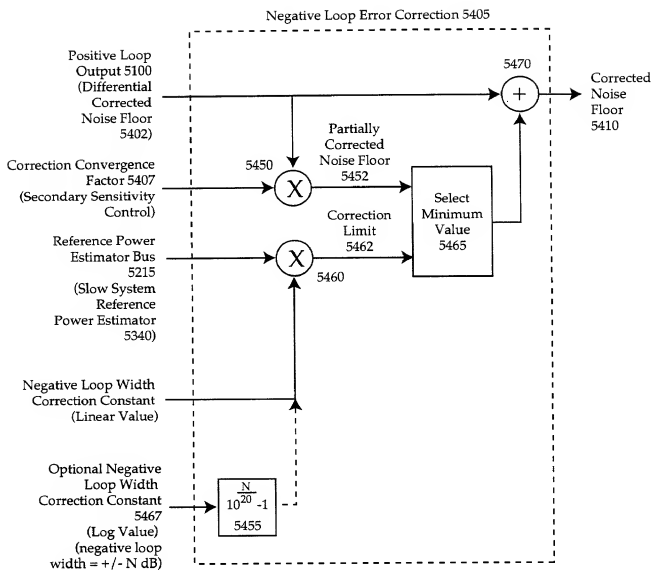 Negative Loop Error Correction 5405
Positive Loop
Output 5100
(Differential
Corrected
Noise Floor
5402)
5470
+
Corrected
Noise
Floor
5410
Partially
Corrected
Noise Floor
5452
5450
X
Correction Convergence
Factor 5407
(Secondary Sensitivity
Control)
Select
Minimum
Value
5465
Correction
Limit
5462
Reference Power
Estimator Bus
5215
(Slow System
Reference
Power Estimator
5340)
X
5460
Negative Loop Width
Correction Constant
(Linear Value)
Optional Negative
Loop Width
Correction Constant
5467
(Log Value)
(negative loop
width = +/- N dB)
N
10 20 -1
5455